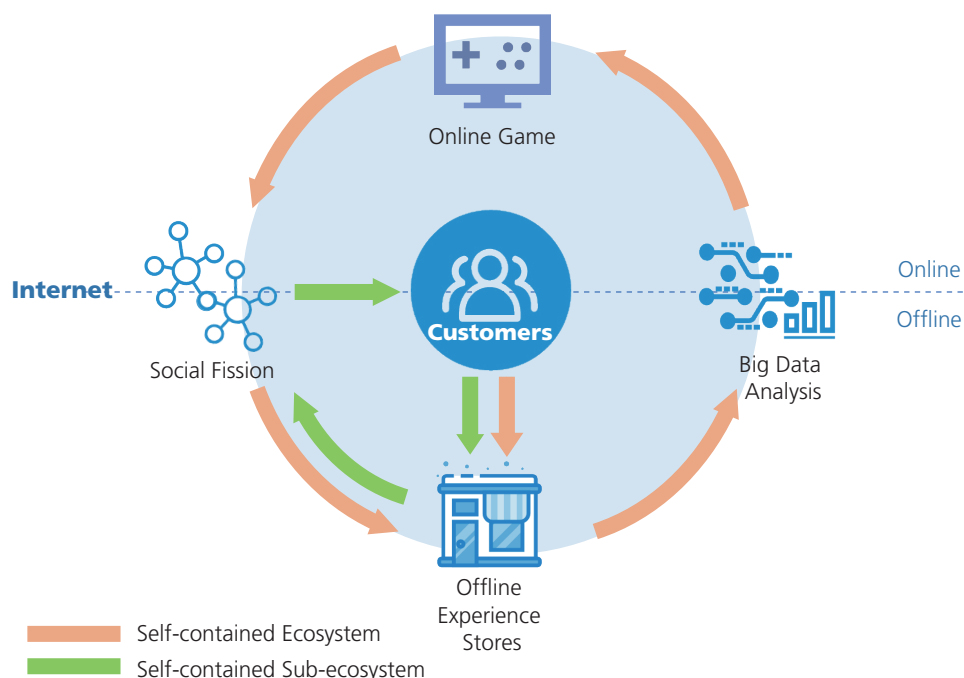 Online Game
Internet
Online
Offline
Customers
Social Fission
Big Data
Analysis
Offline
Experience
Stores
Self-contained Ecosystem
Self-contained Sub-ecosystem